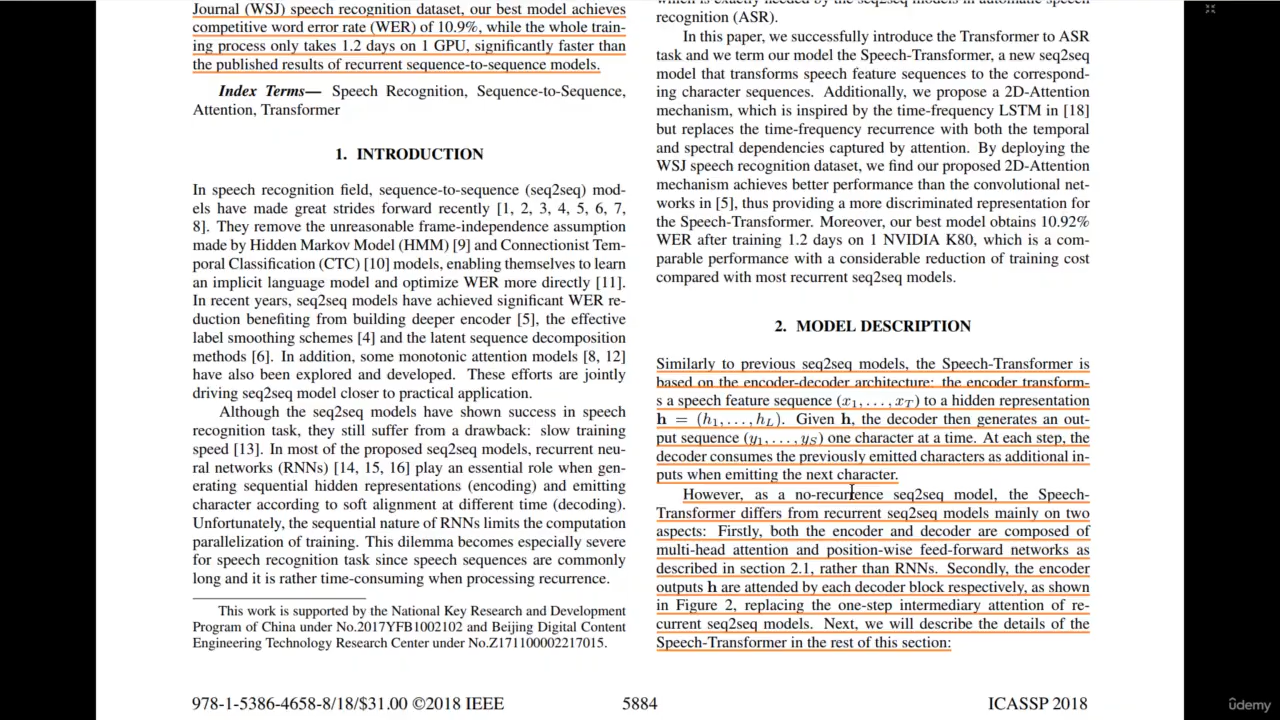 Journal (WSJ) speech recognition dataset, our best model achieves
competitive word error rate (WER) of 10.9%, while the whole train-
ing process only takes 1.2 days on 1 GPU, significantly faster than
the published results of recurrent sequence-to-sequence models.
Index Terms— Speech Recognition, Sequence-to-Sequence,
Attention, Transformer
1. INTRODUCTION
In speech recognition field, sequence-to-sequence (seq2seq) mod-
els have made great strides forward recently [1, 2, 3, 4, 5, 6, 7,
8]. They remove the unreasonable frame-independence assumption
made by Hidden Markov Model (HMM) [9] and Connectionist Tem-
poral Classification (CTC) [10] models, enabling themselves to learn
an implicit language model and optimize WER more directly [11].
In recent years, seq2seq models have achieved significant WER re-
duction benefiting from building deeper encoder [5], the effective
label smoothing schemes [4] and the latent sequence decomposition
methods [6]. In addition, some monotonic attention models [8, 12]
have also been explored and developed. These efforts are jointly
driving seq2seq model closer to practical application.
Although the seq2seq models have shown success in speech
recognition task, they still suffer from a drawback: slow training
speed [13]. In most of the proposed seq2seq models, recurrent neu-
ral networks (RNNs) [14, 15, 16] play an essential role when gen-
erating sequential hidden representations (encoding) and emitting
character according to soft alignment at different time (decoding).
Unfortunately, the sequential nature of RNNs limits the computation
parallelization of training. This dilemma becomes especially severe
for speech recognition task since speech sequences are commonly
long and it is rather time-consuming when processing recurrence.
This work is supported by the National Key Research and Development
Program of China under No.2017YFB1002102 and Beijing Digital Content
Engineering Technology Research Center under No.Z171100002217015.
which is exactly needed by the seq2seq models in automatic speech
recognition (ASR).
In this paper, we successfully introduce the Transformer to ASR
task and we term our model the Speech-Transformer, a new seq2seq
model that transforms speech feature sequences to the correspond-
ing character sequences. Additionally, we propose a 2D-Attention
mechanism, which is inspired by the time-frequency LSTM in [18]
but replaces the time-frequency recurrence with both the temporal
and spectral dependencies captured by attention. By deploying the
WSJ speech recognition dataset, we find our proposed 2D-Attention
mechanism achieves better performance than the convolutional net-
works in [5], thus providing a more discriminated representation for
the Speech-Transformer. Moreover, our best model obtains 10.92%
WER after training 1.2 days on 1 NVIDIA K80, which is a com-
parable performance with a considerable reduction of training cost
compared with most recurrent seq2seq models.
2. MODEL DESCRIPTION
Similarly to previous seq2seq models, the Speech-Transformer is
based on the encoder-decoder architecture: the encoder transform-
s a speech feature sequence (x₁, . . . , x_T) to a hidden representation
h = (h₁, . . . , h_L). Given h, the decoder then generates an out-
put sequence (y₁, . . . , y_S) one character at a time. At each step, the
decoder consumes the previously emitted characters as additional in-
puts when emitting the next character.
However, as a no-recurrence seq2seq model, the Speech-
Transformer differs from recurrent seq2seq models mainly on two
aspects: Firstly, both the encoder and decoder are composed of
multi-head attention and position-wise feed-forward networks as
described in section 2.1, rather than RNNs. Secondly, the encoder
outputs h are attended by each decoder block respectively, as shown
in Figure 2, replacing the one-step intermediary attention of re-
current seq2seq models. Next, we will describe the details of the
Speech-Transformer in the rest of this section:
978-1-5386-4658-8/18/$31.00 ©2018 IEEE
5884
ICASSP 2018
ûdemy